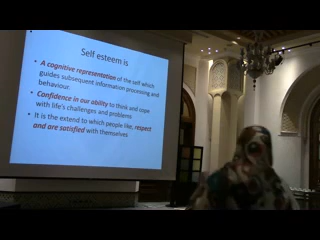 Self esteem is
• A cognitive representation of the self which
guides subsequent information processing and
behaviour.
• Confidence in our ability to think and cope
with life's challenges and problems
• It is the extend to which people like, respect
and are satisfied with themselves